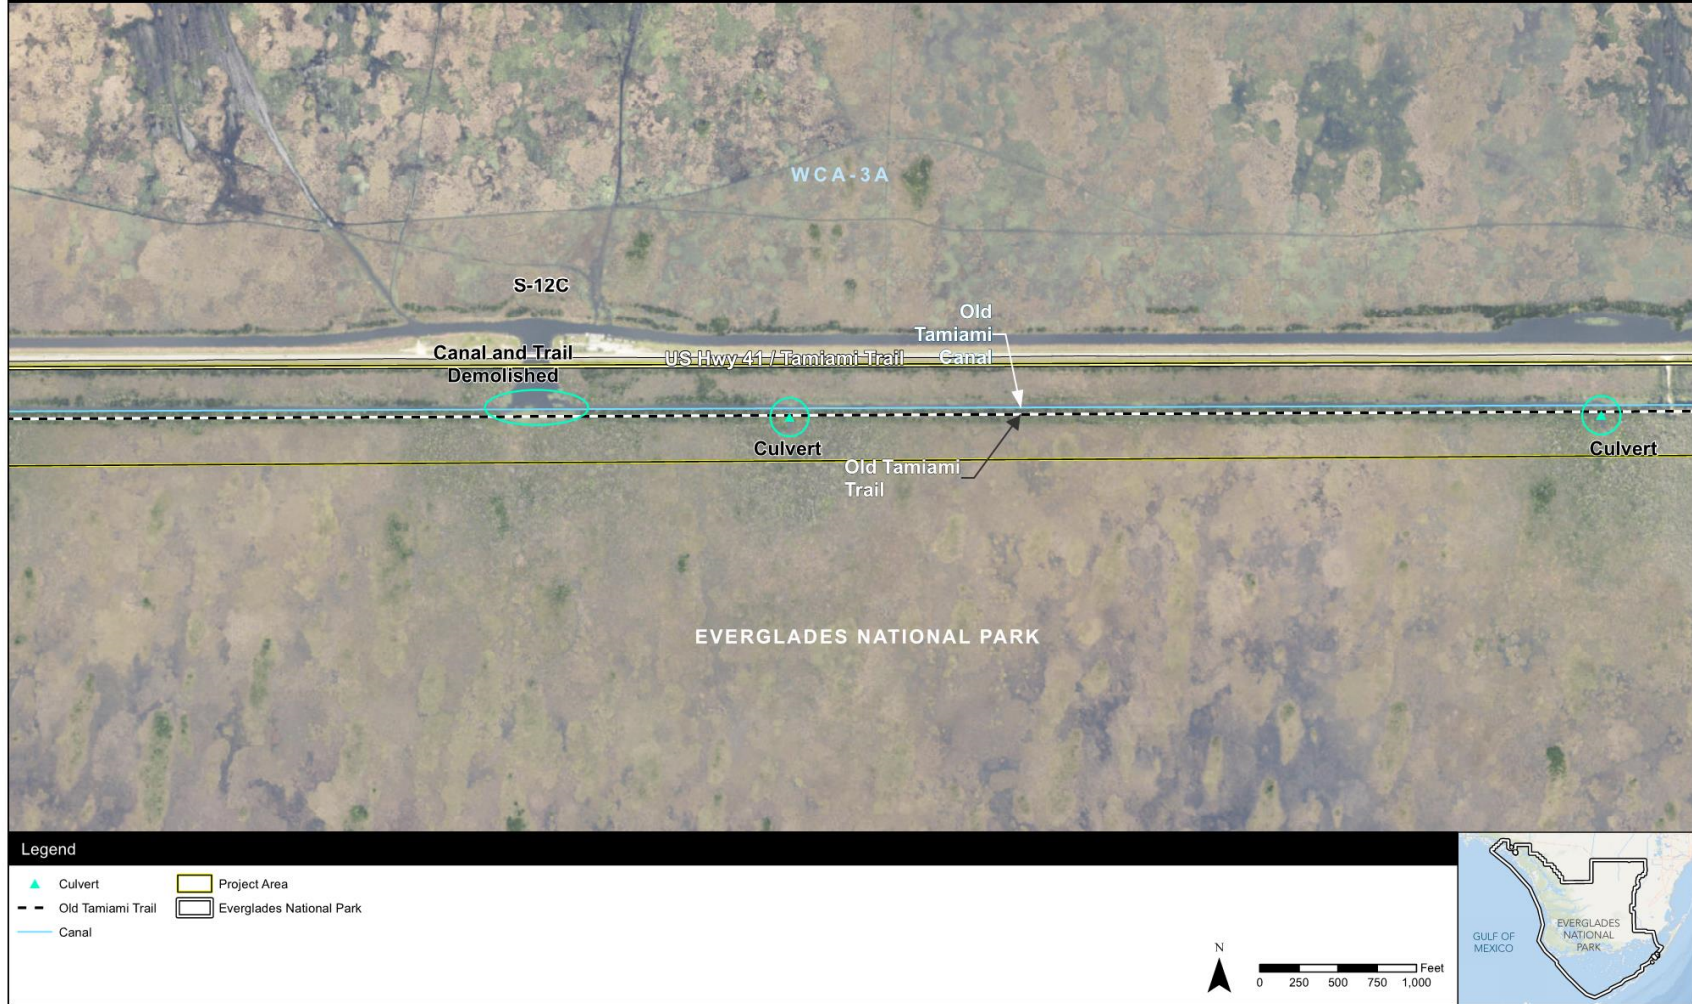 WCA-3A
S-12C
Old
Tamiami
Canal
Canal and Trail
Demolished
US Hwy 41 / Tamiami Trail
Culvert
Culvert
Old Tamiami
Trail
EVERGLADES NATIONAL PARK
Legend
Culvert
Old Tamiami Trail
Canal
Project Area
Everglades National Park
N
Feet
0 250 500 750 1,000
GULF OF
MEXICO
EVERGLADES
NATIONAL
PARK